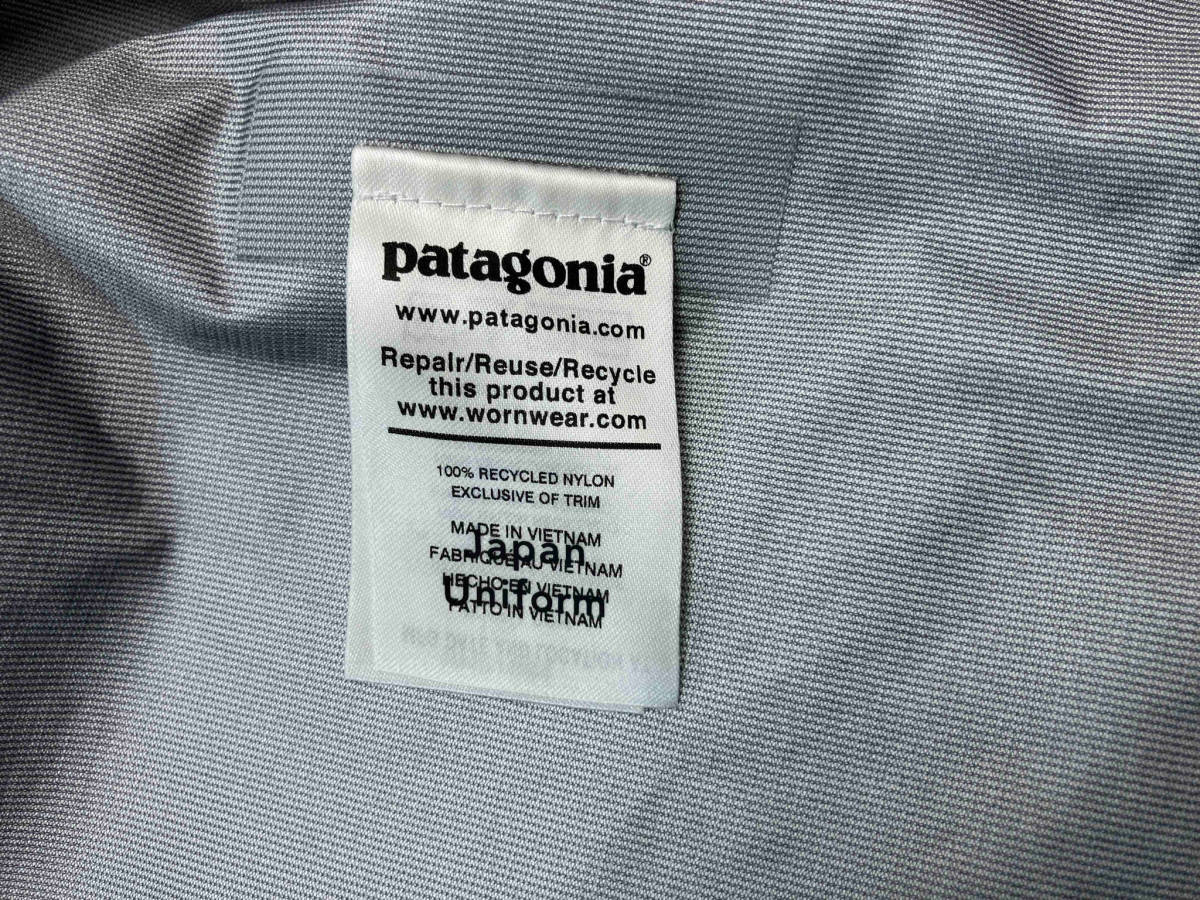 patagonia®
www.patagonia.com
Repair/Reuse/Recycle
this product at
www.wornwear.com
100% RECYCLED NYLON
EXCLUSIVE OF TRIM
MADE IN VIETNAM
Japan
FABRIQUÉ AU VIETNAM
HECHO EN VIETNAM
Uniform
FATTO IN VIETNAM